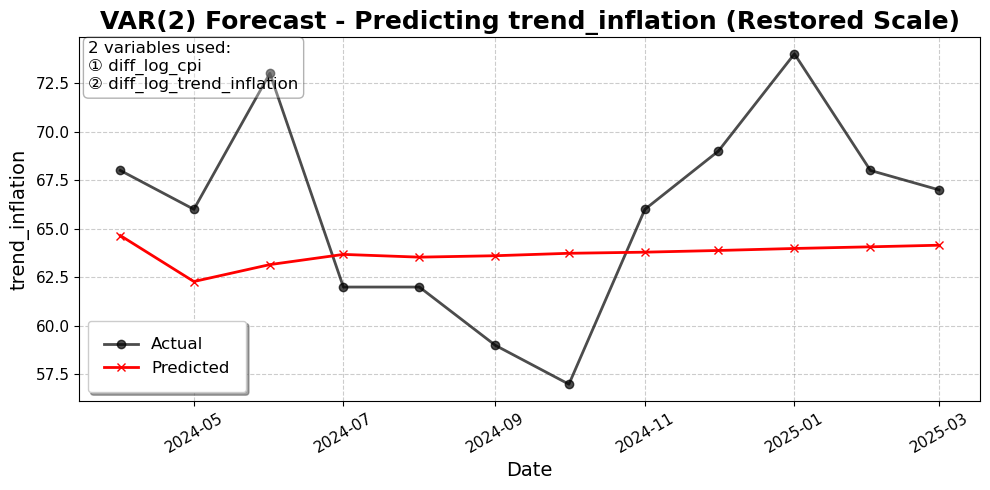 VAR(2) Forecast - Predicting trend_inflation (Restored Scale)
2 variables used:
① diff_log_cpi
② diff_log_trend_inflation
72.5
70.0
67.5
65.0
62.5
60.0
57.5
trend_inflation
Actual
Predicted
2024-05
2024-07
2024-09
2024-11
2025-01
2025-03
Date